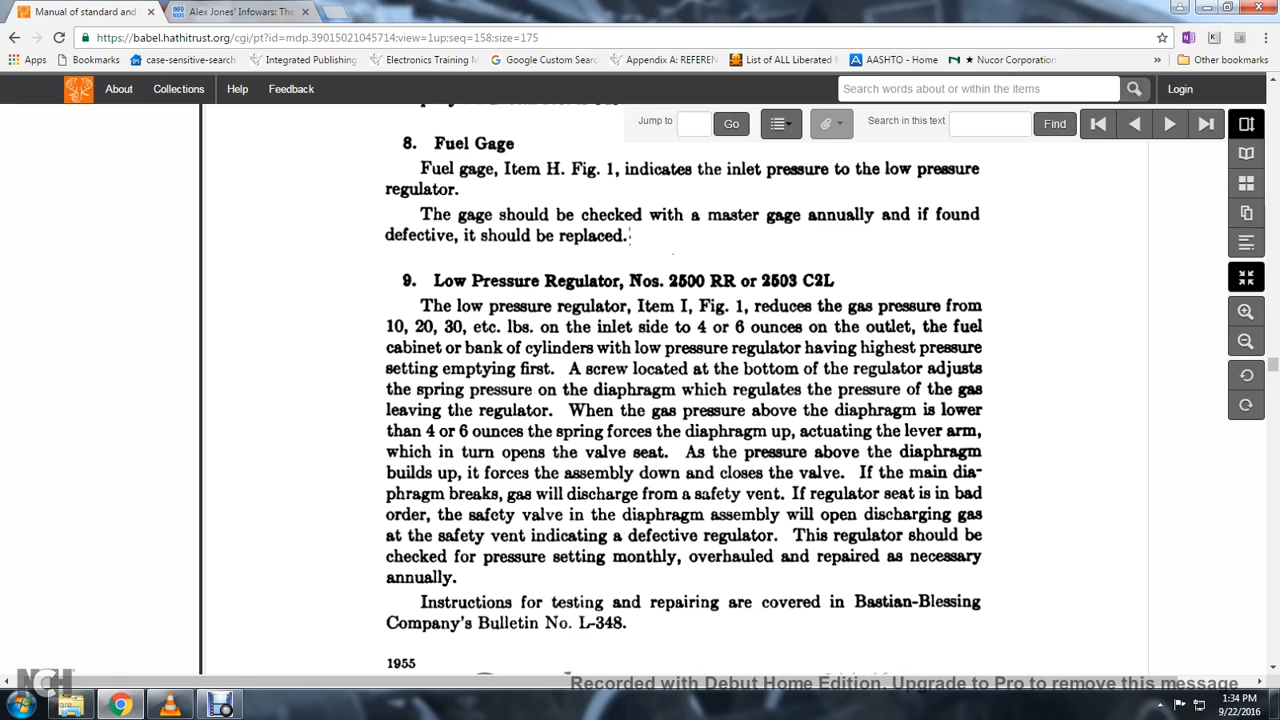 Manual of standard and
Alex Jones' Infowars: The
https://babel.hathitrust.org/cgi/pt?id=mdp.39015021045714;view=1up;seq=158;size=175
Apps
Bookmarks
case-sensitive-search
Integrated Publishing
Electronics Training M
Google Custom Searc
Appendix A: REFEREN
List of ALL Liberated
AASHTO - Home
★ Nucor Corporation
»
Other bookmarks
About
Collections
Help
Feedback
Search words about or within the items
Login
Jump to
Go
Search in this text
Find
8. Fuel Gage
Fuel gage, Item H. Fig. 1, indicates the inlet pressure to the low pressure
regulator.
The gage should be checked with a master gage annually and if found
defective, it should be replaced.
9. Low Pressure Regulator, Nos. 2500 RR or 2503 C2L
The low pressure regulator, Item I, Fig. 1, reduces the gas pressure from
10, 20, 30, etc. lbs. on the inlet side to 4 or 6 ounces on the outlet, the fuel
cabinet or bank of cylinders with low pressure regulator having highest pressure
setting emptying first. A screw located at the bottom of the regulator adjusts
the spring pressure on the diaphragm which regulates the pressure of the gas
leaving the regulator. When the gas pressure above the diaphragm is lower
than 4 or 6 ounces the spring forces the diaphragm up, actuating the lever arm,
which in turn opens the valve seat. As the pressure above the diaphragm
builds up, it forces the assembly down and closes the valve. If the main dia-
phragm breaks, gas will discharge from a safety vent. If regulator seat is in bad
order, the safety valve in the diaphragm assembly will open discharging gas
at the safety vent indicating a defective regulator. This regulator should be
checked for pressure setting monthly, overhauled and repaired as necessary
annually.
Instructions for testing and repairing are covered in Bastian-Blessing
Company's Bulletin No. L-348.
1955
NCH
Recorded with Debut Home Edition. Upgrade to Pro to remove this message
1:34 PM
9/22/2016